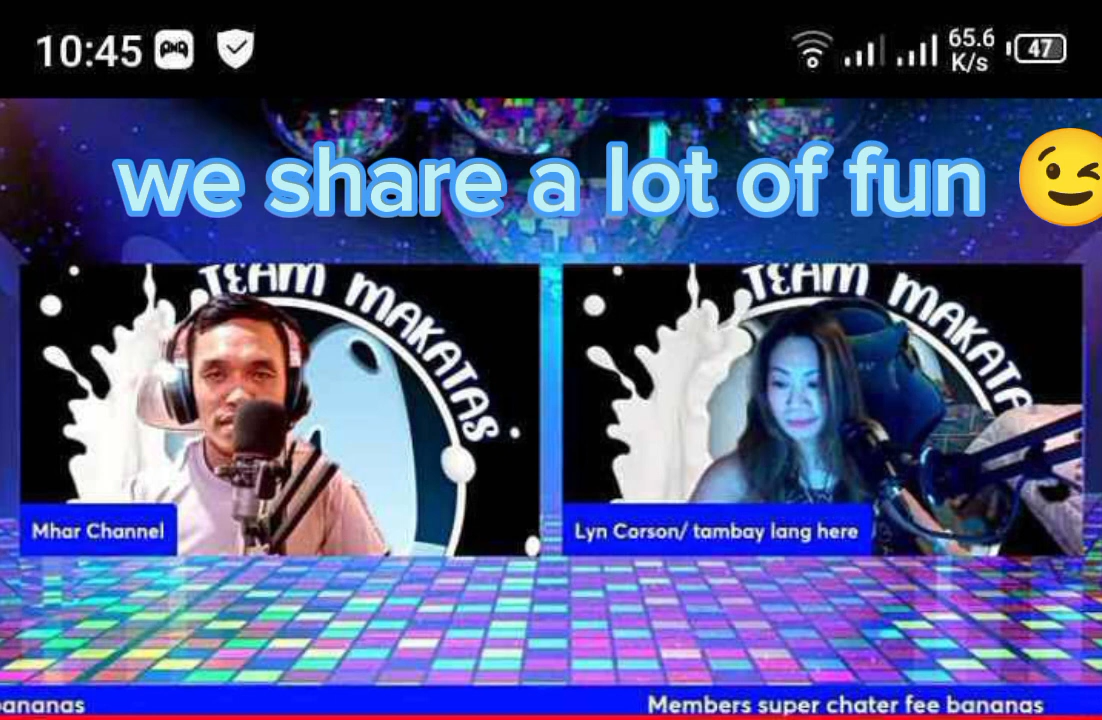 10:45
65.6
K/s
47
we share a lot of fun 😉
TEAM MAKATAS
TEAM MAKATA
Mhar Channel
Lyn Corson/ tambay lang here
ananas
Members super chater fee bananas